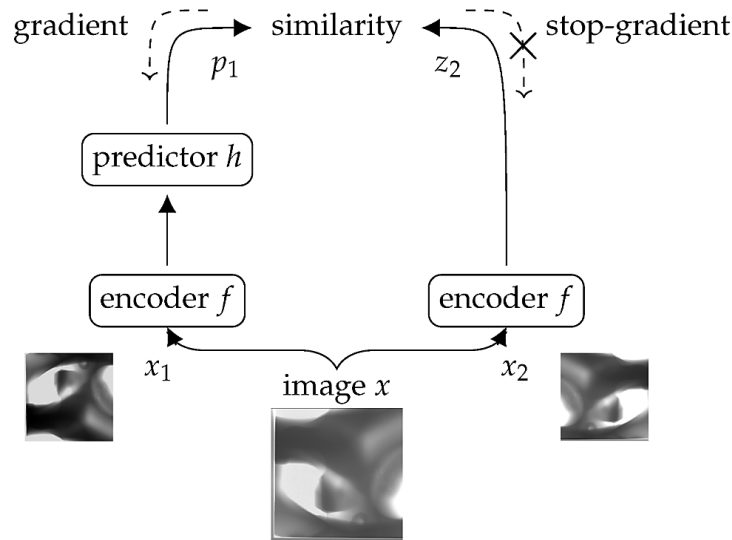 gradient similarity stop-gradient
p₁ z₂
predictor h
encoder f encoder f
x₁ x₂
image x